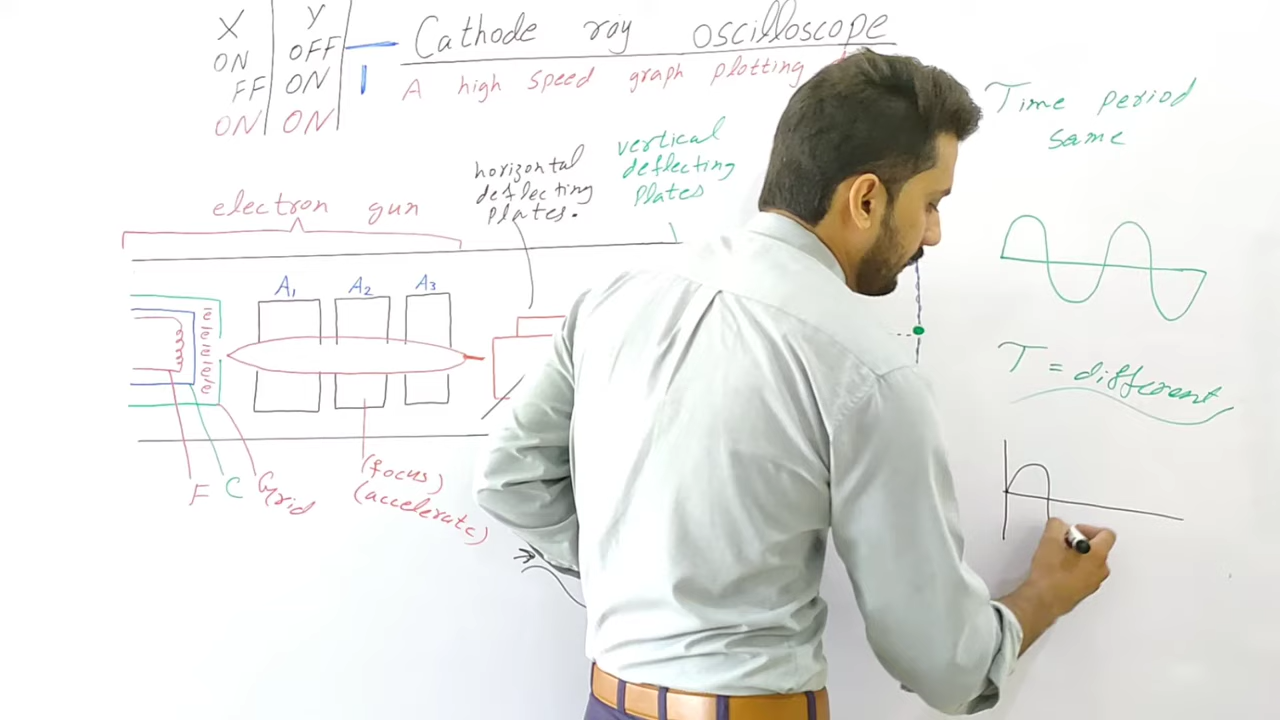 X Y
ON OFF
FF ON
ON ON
Cathode ray oscilloscope
A high speed graph plotting
Time period
same
horizontal
deflecting
plates.
vertical
deflecting
plates
electron gun
A1 A2 A3
T = different
(focus)
(accelerate)
F C Grid